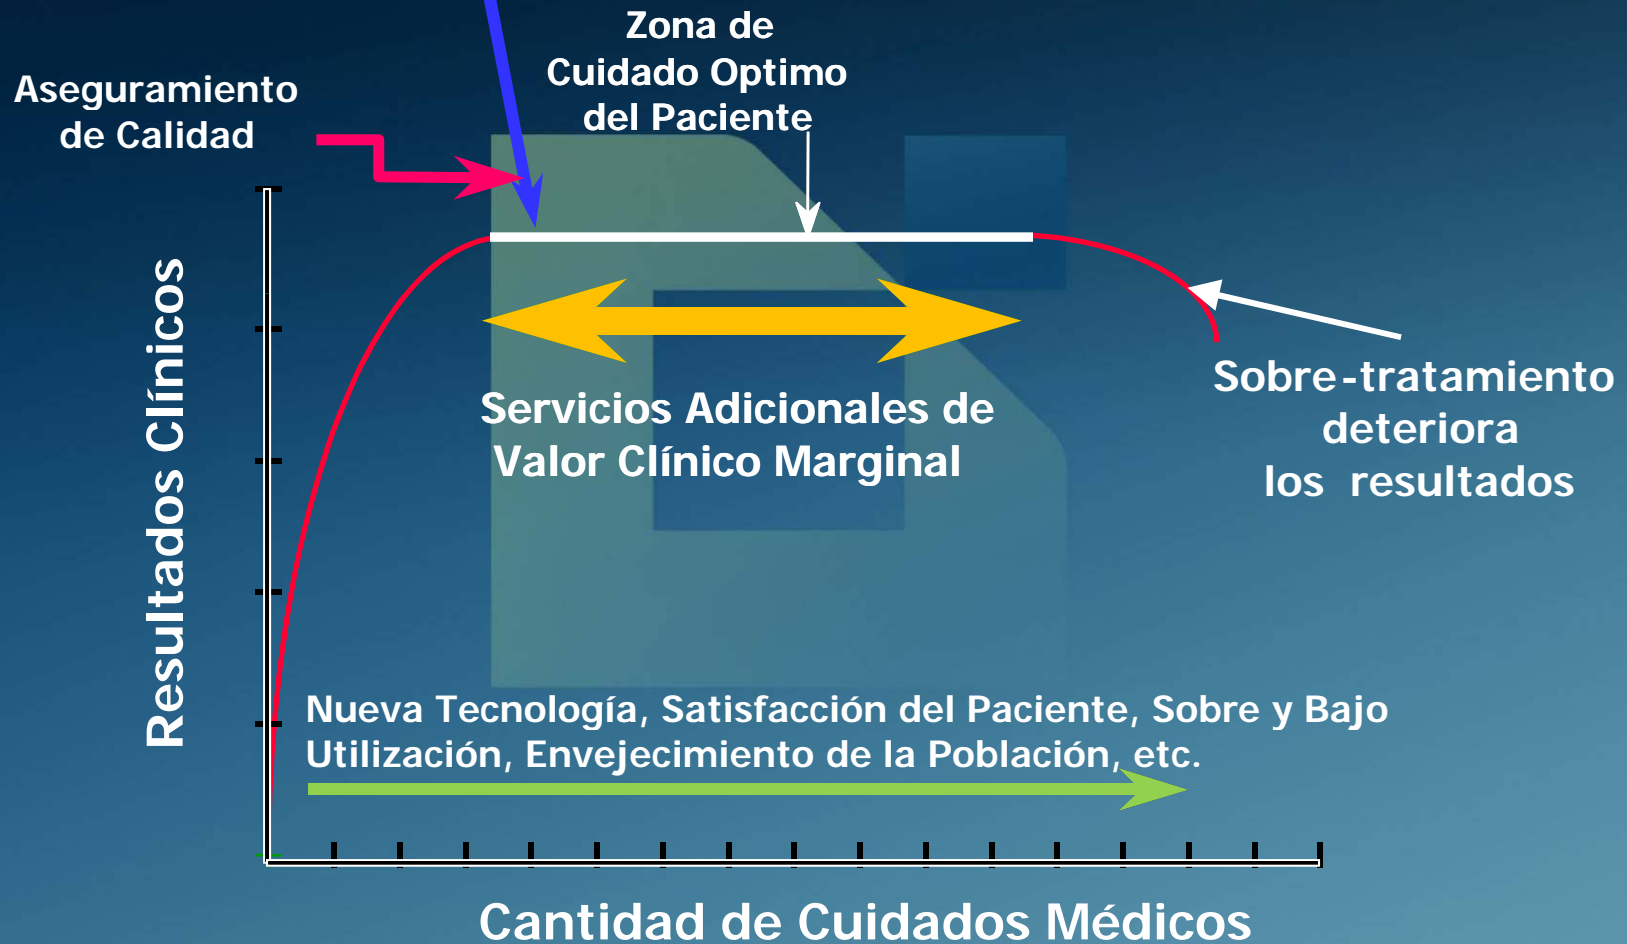 Zona de
Cuidado Optimo
del Paciente
Aseguramiento
de Calidad
Resultados Clínicos
Servicios Adicionales de
Valor Clínico Marginal
Sobre-tratamiento
deteriora
los resultados
Nueva Tecnología, Satisfacción del Paciente, Sobre y Bajo
Utilización, Envejecimiento de la Población, etc.
Cantidad de Cuidados Médicos